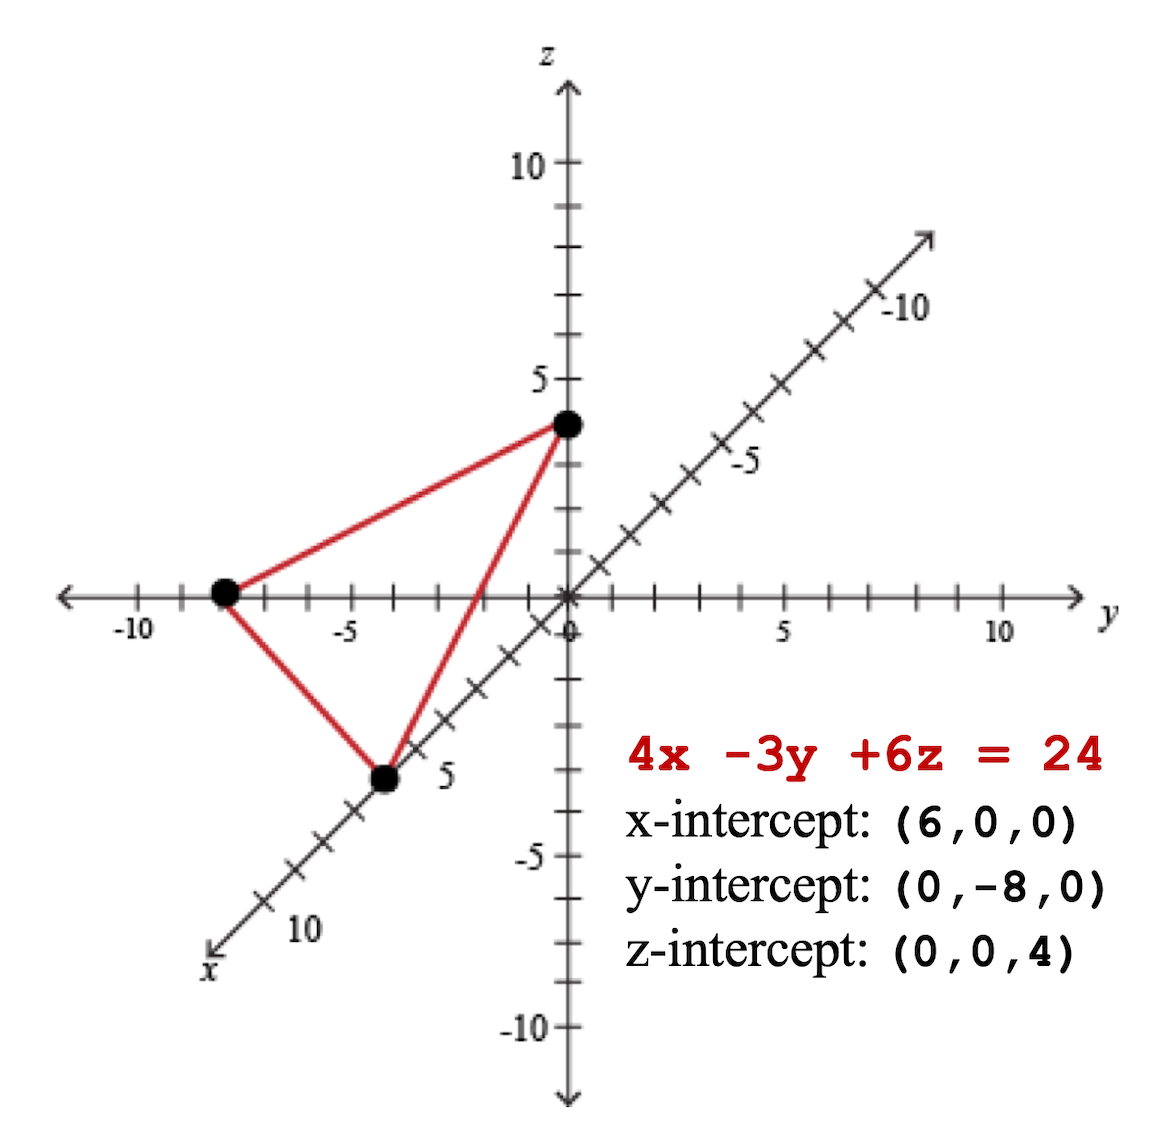 z
10
-10
5
-5
-10
-5
0
5
10
y
4x -3y +6z = 24
5
x-intercept: (6,0,0)
-5
y-intercept: (0,-8,0)
10
z-intercept: (0,0,4)
x
-10